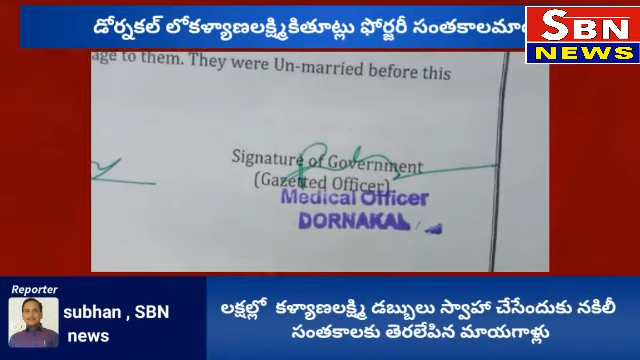 డోర్నకల్ లోకళ్యాణలక్ష్మికితూట్లు ఫోర్జరీ సంతకాలమా
SBN
NEWS
age to them. They were Un-married before this
Signature of Government
(Gazetted Officer)
Medical Officer
DORNAKAL
Reporter
subhan , SBN
news
లక్షల్లో కళ్యాణలక్ష్మి డబ్బులు స్వాహా చేసేందుకు నకిలీ
సంతకాలకు తెరలేపిన మాయగాళ్లు